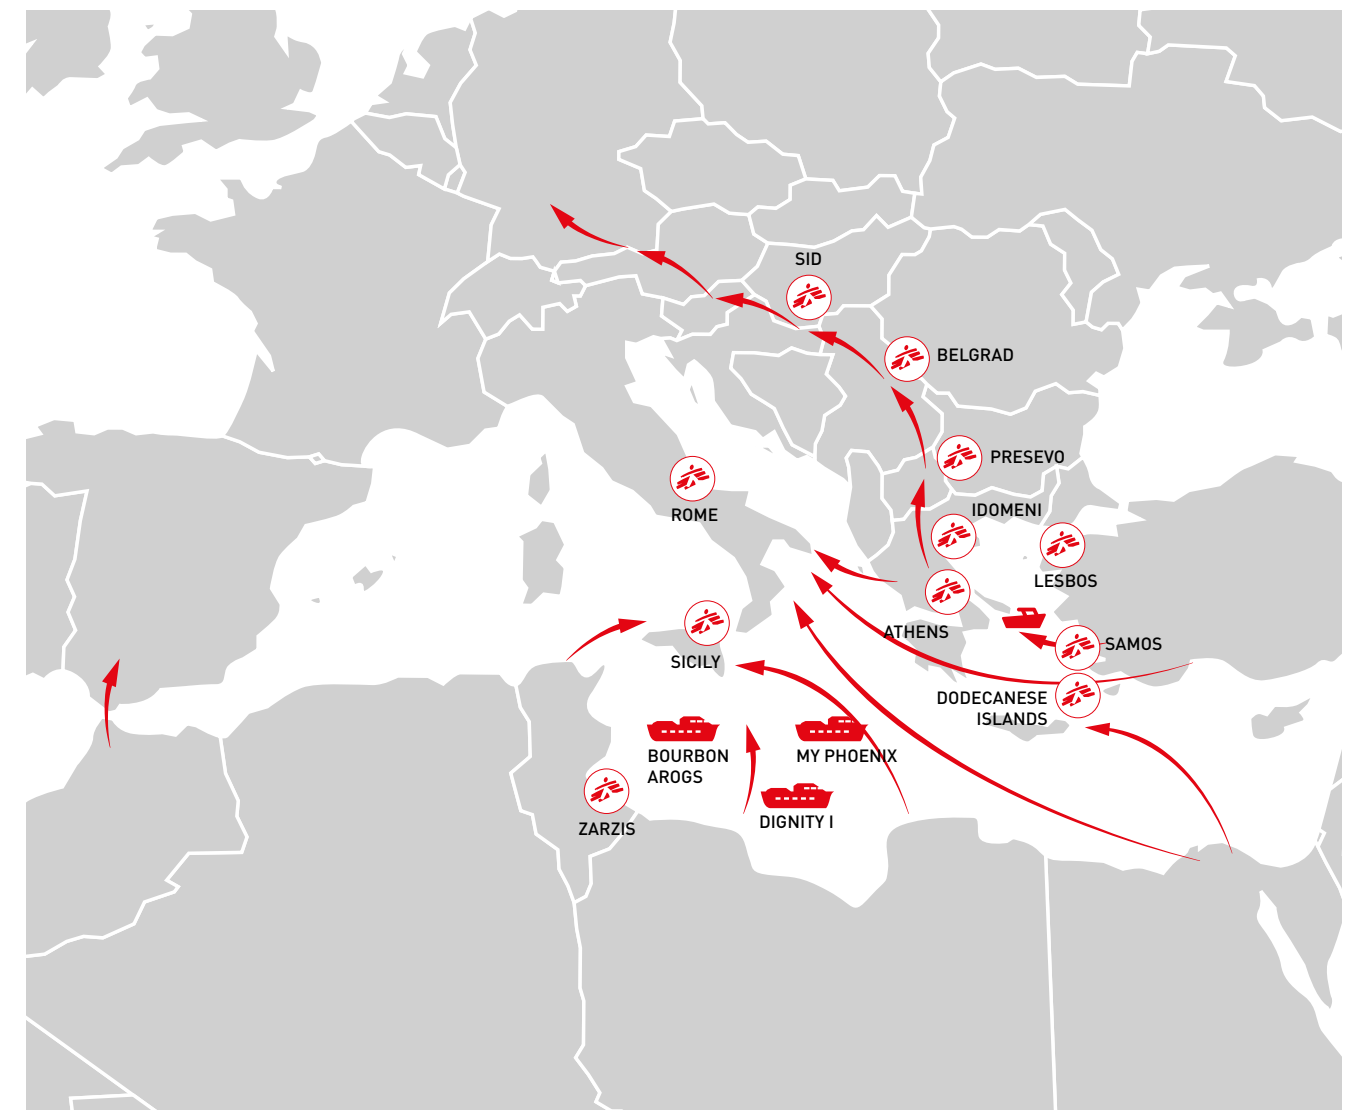 SID
BELGRAD
PRESEVO
IDOMENI
ROME
LESBOS
ATHENS
SAMOS
SICILY
DODECANESE
ISLANDS
BOURBON
AROGS
MY PHOENIX
DIGNITY I
ZARZIS